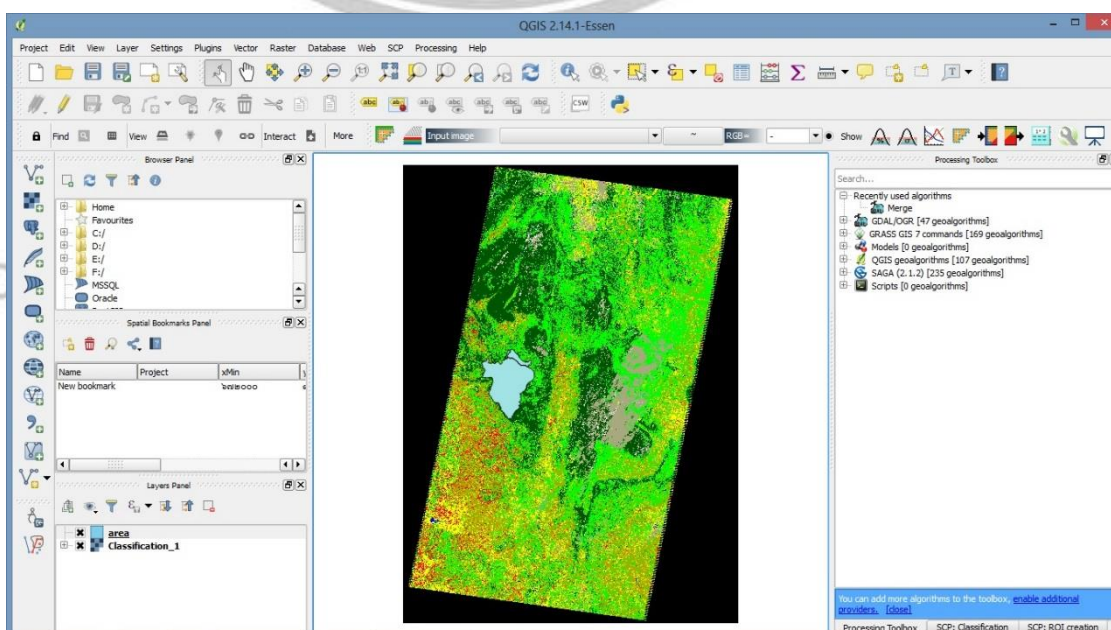 QGIS 2.14.1-Essen
Project Edit View Layer Settings Plugins Vector Raster Database Web SCP Processing Help
abc ab abc abc abc abc CSW
Find View Interact More Input image ~ RGB = - Show
Browser Panel
Home
Favourites
C:/
D:/
E:/
F:/
MSSQL
Oracle
Spatial Bookmarks Panel
Name Project xMin
New bookmark
Layers Panel
area
Classification_1
Processing Toolbox
Search...
Recently used algorithms
Merge
GDAL/OGR [47 geoalgorithms]
GRASS GIS 7 commands [169 geoalgorithms]
Models [0 geoalgorithms]
QGIS geoalgorithms [107 geoalgorithms]
SAGA (2.1.2) [235 geoalgorithms]
Scripts [0 geoalgorithms]
You can add more algorithms to the toolbox, enable additional
providers. [close]
Processing Toolbox SCP: Classification SCP: ROI creation